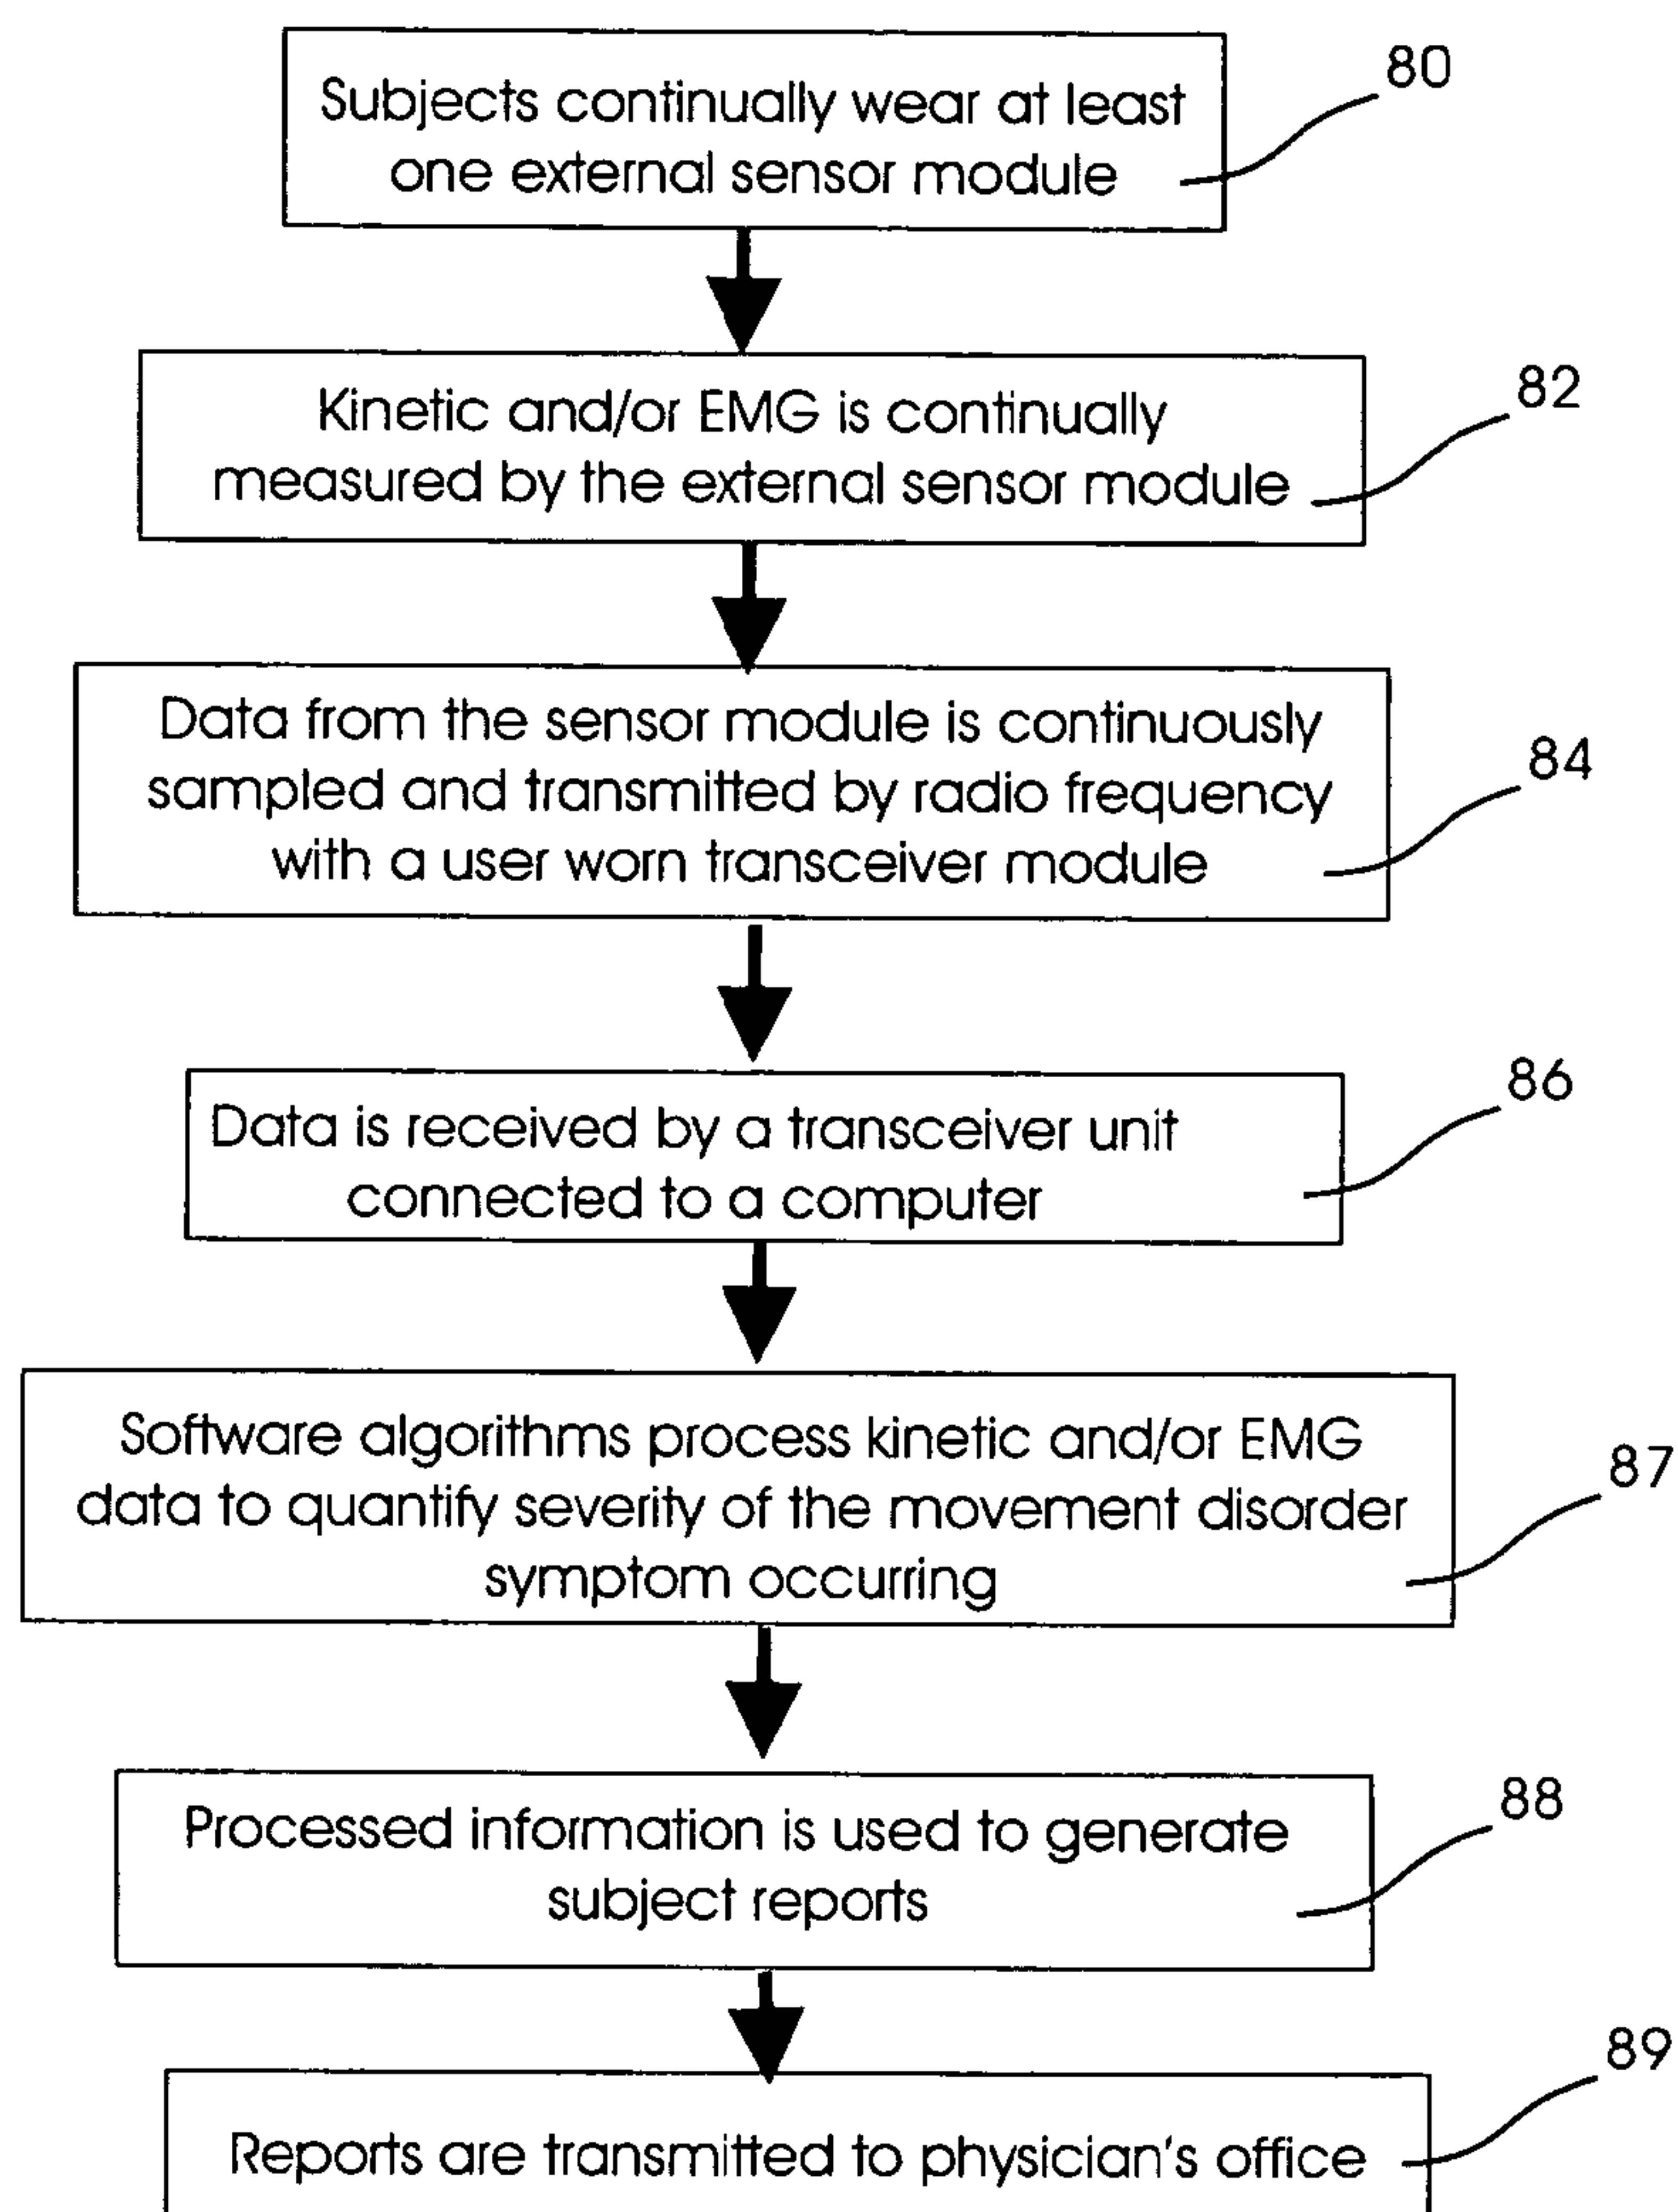 Subjects continually wear at least
one external sensor module
80
Kinetic and/or EMG is continually
measured by the external sensor module
82
Data from the sensor module is continuously
sampled and transmitted by radio frequency
with a user worn transceiver module
84
Data is received by a transceiver unit
connected to a computer
86
Software algorithms process kinetic and/or EMG
data to quantify severity of the movement disorder
symptom occurring
87
Processed information is used to generate
subject reports
88
Reports are transmitted to physician's office
89